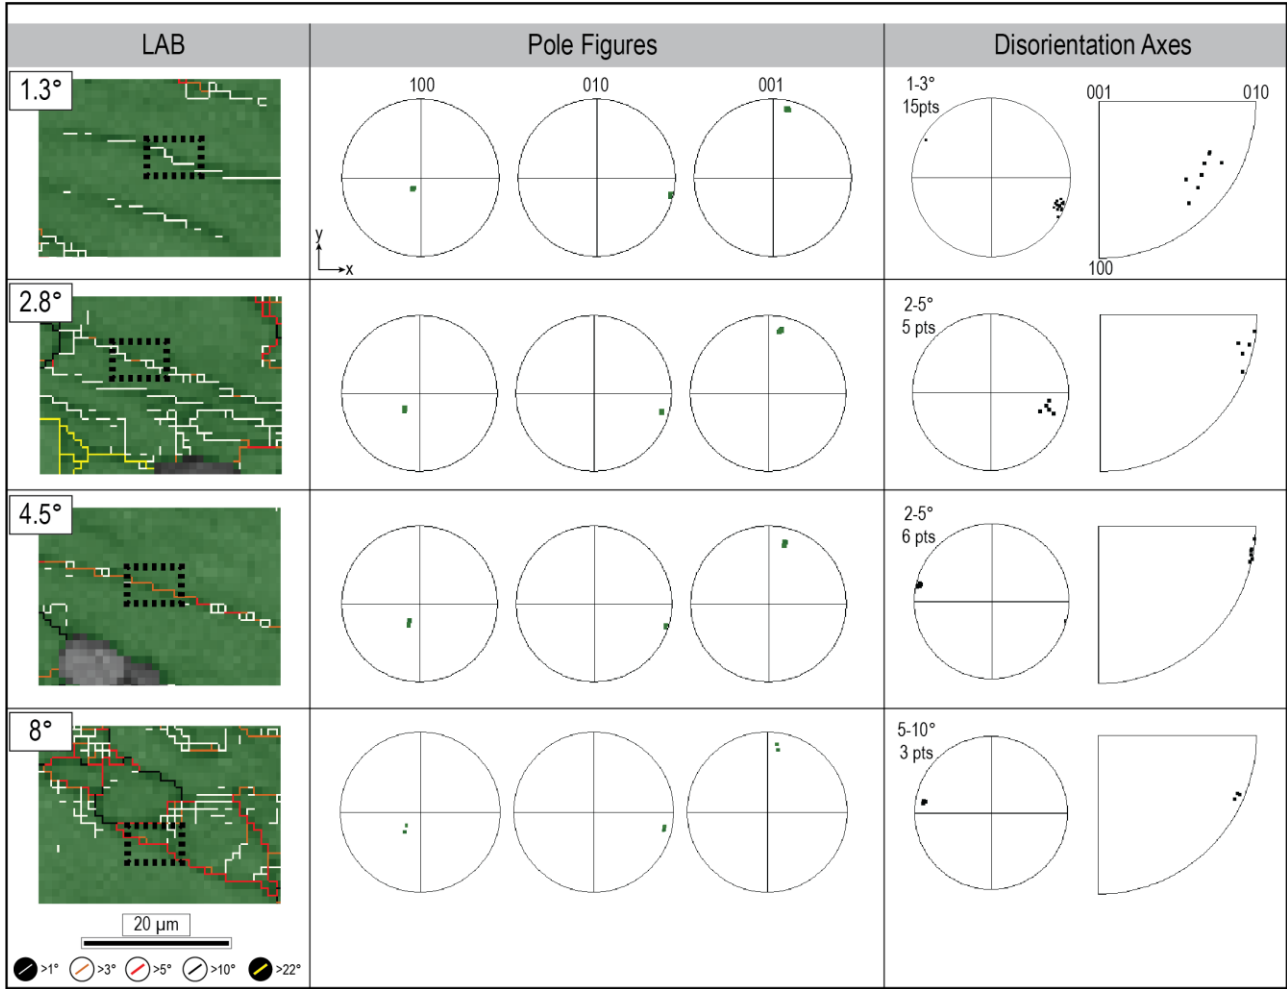 LAB Pole Figures Disorientation Axes
1.3°
100 010 001
y
x
1-3°
15pts
001 010
100
2.8°
2-5°
5 pts
4.5°
2-5°
6 pts
8°
5-10°
3 pts
20 µm
>1° >3° >5° >10° >22°